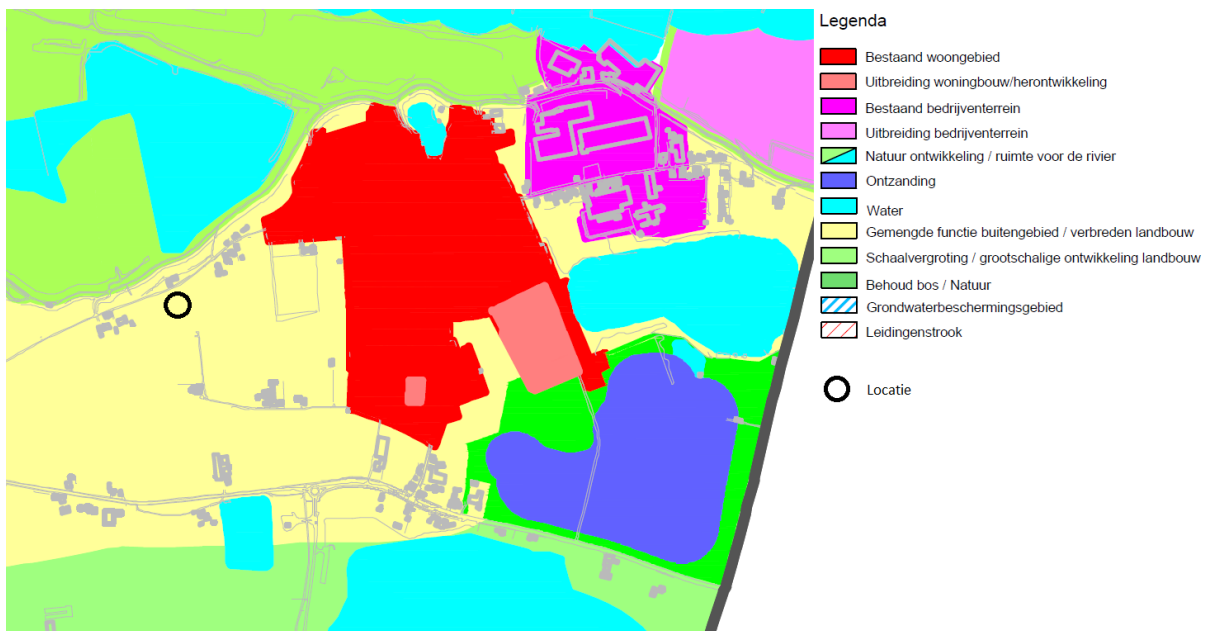 Legenda
Bestaand woongebied
Uitbreiding woningbouw/herontwikkeling
Bestaand bedrijventerrein
Uitbreiding bedrijventerrein
Natuur ontwikkeling / ruimte voor de rivier
Ontzanding
Water
Gemengde functie buitengebied / verbreden landbouw
Schaalvergroting / grootschalige ontwikkeling landbouw
Behoud bos / Natuur
Grondwaterbeschermingsgebied
Leidingenstrook
Locatie